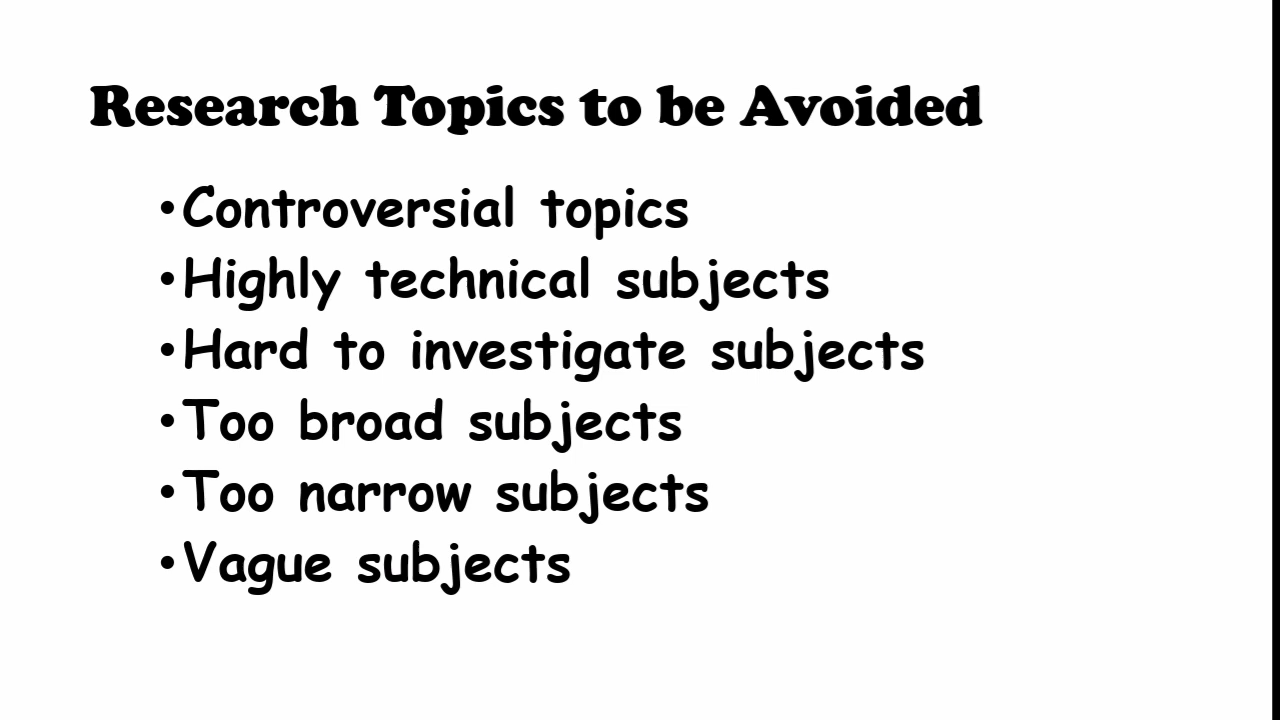 Research Topics to be Avoided
•Controversial topics
•Highly technical subjects
•Hard to investigate subjects
•Too broad subjects
•Too narrow subjects
•Vague subjects